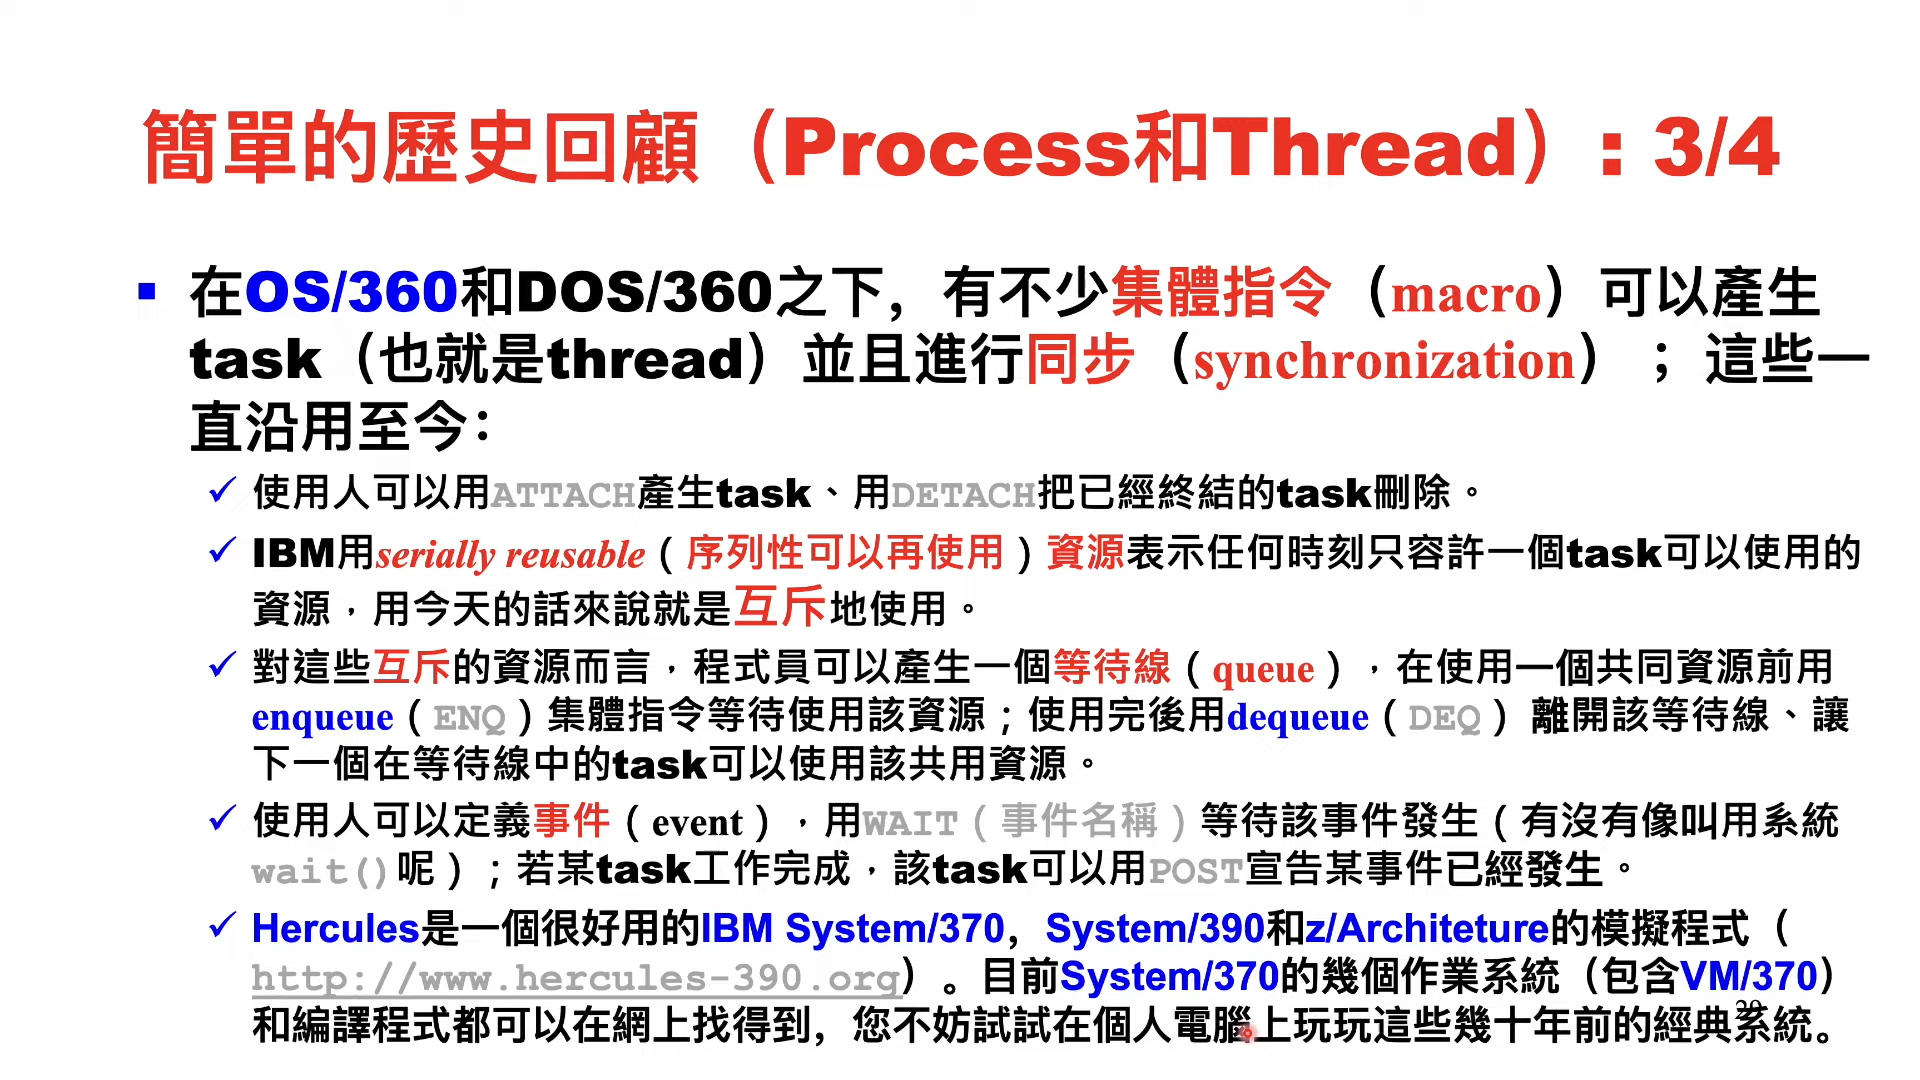 簡單的歷史回顧（Process和Thread）: 3/4
▪ 在OS/360和DOS/360之下，有不少集體指令（macro）可以產生
task（也就是thread）並且進行同步（synchronization）；這些一
直沿用至今：
✓ 使用人可以用ATTACH產生task、用DETACH把已經終結的task刪除。
✓ IBM用serially reusable（序列性可以再使用）資源表示任何時刻只容許一個task可以使用的
資源，用今天的話來說就是互斥地使用。
✓ 對這些互斥的資源而言，程式員可以產生一個等待線（queue），在使用一個共同資源前用
enqueue（ENQ）集體指令等待使用該資源；使用完後用dequeue（DEQ）離開該等待線、讓
下一個在等待線中的task可以使用該共用資源。
✓ 使用人可以定義事件（event），用WAIT（事件名稱）等待該事件發生（有沒有像叫用系統
wait()呢）；若某task工作完成，該task可以用POST宣告某事件已經發生。
✓ Hercules是一個很好用的IBM System/370，System/390和z/Architeture的模擬程式（
http://www.hercules-390.org）。目前System/370的幾個作業系統（包含VM/370）
和編譯程式都可以在網上找得到，您不妨試試在個人電腦上玩玩這些幾十年前的經典系統。
29